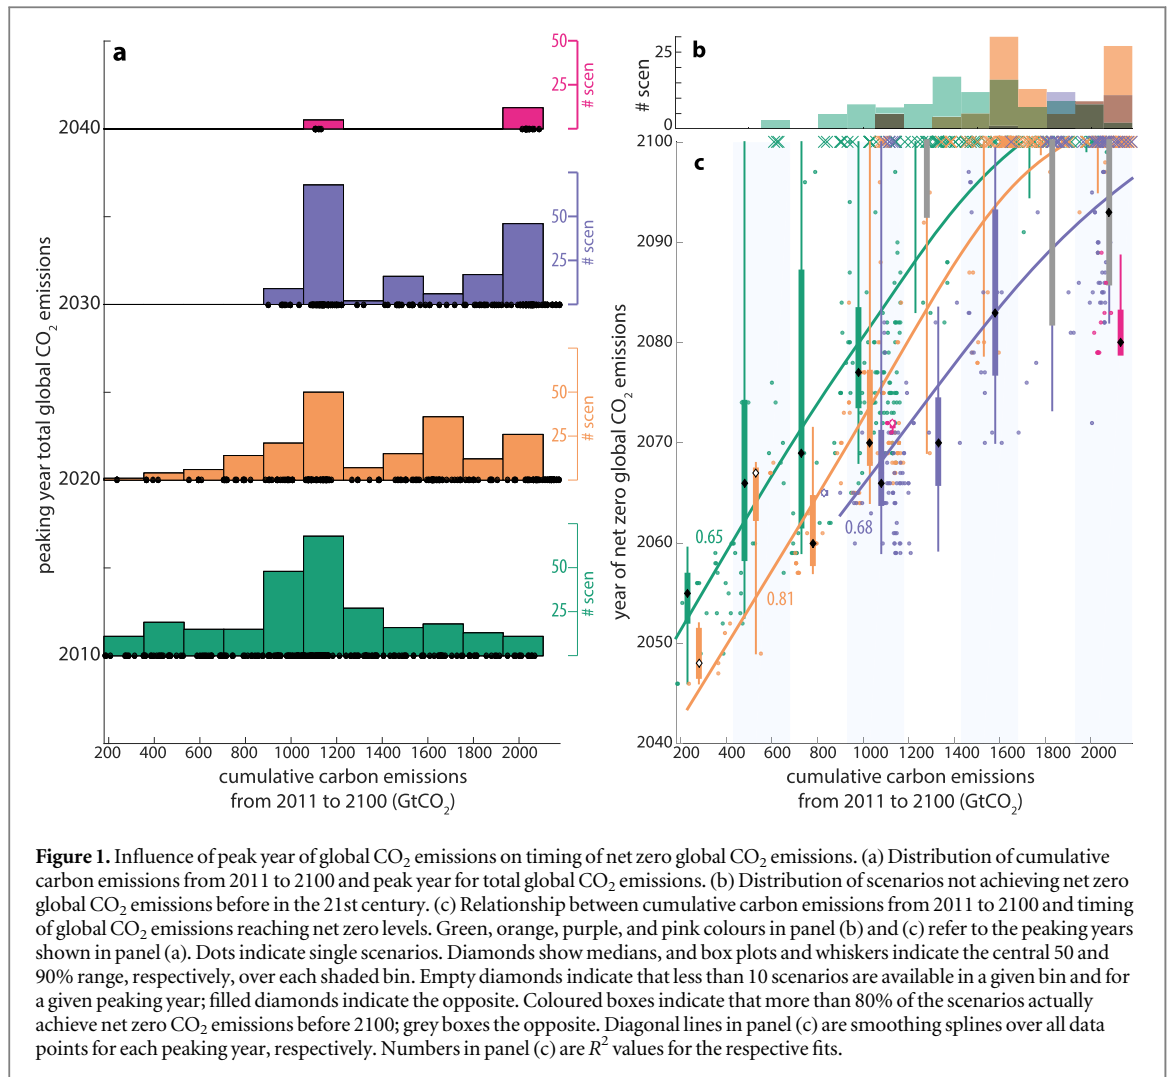 a
50
25
# scen
2040
50
25
# scen
2030
50
25
# scen
2020
50
25
# scen
2010
peaking year total global CO2 emissions
200 400 600 800 1000 1200 1400 1600 1800 2000
cumulative carbon emissions
from 2011 to 2100 (GtCO2)
b
25
0
# scen
c
2100
2090
2080
2070
2060
2050
2040
year of net zero global CO2 emissions
0.65
0.81
0.68
200 400 600 800 1000 1200 1400 1600 1800 2000
cumulative carbon emissions
from 2011 to 2100 (GtCO2)
Figure 1. Influence of peak year of global CO2 emissions on timing of net zero global CO2 emissions. (a) Distribution of cumulative
carbon emissions from 2011 to 2100 and peak year for total global CO2 emissions. (b) Distribution of scenarios not achieving net zero
global CO2 emissions before in the 21st century. (c) Relationship between cumulative carbon emissions from 2011 to 2100 and timing
of global CO2 emissions reaching net zero levels. Green, orange, purple, and pink colours in panel (b) and (c) refer to the peaking years
shown in panel (a). Dots indicate single scenarios. Diamonds show medians, and box plots and whiskers indicate the central 50 and
90% range, respectively, over each shaded bin. Empty diamonds indicate that less than 10 scenarios are available in a given bin and for
a given peaking year; filled diamonds indicate the opposite. Coloured boxes indicate that more than 80% of the scenarios actually
achieve net zero CO2 emissions before 2100; grey boxes the opposite. Diagonal lines in panel (c) are smoothing splines over all data
points for each peaking year, respectively. Numbers in panel (c) are R2 values for the respective fits.